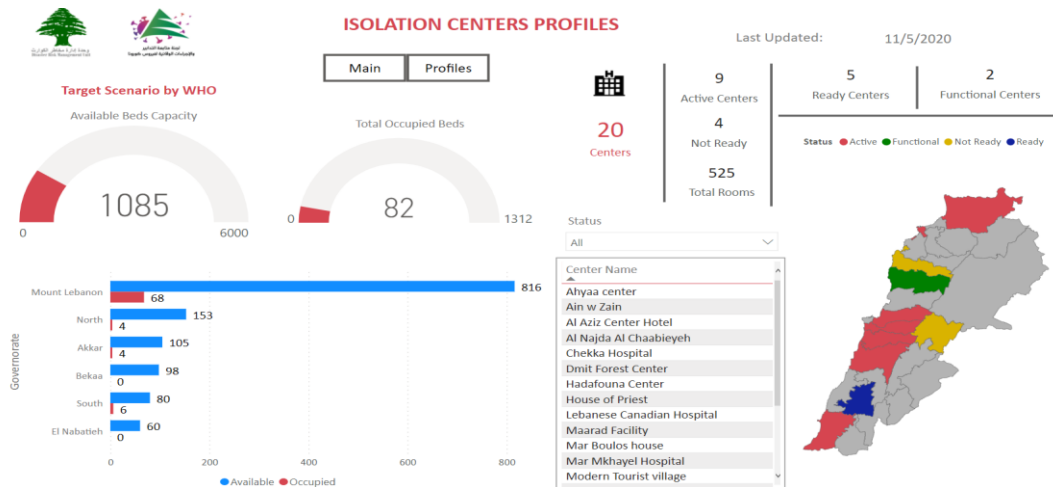 ISOLATION CENTERS PROFILES
Main
Profiles
Last Updated:
11/5/2020
Target Scenario by WHO
Available Beds Capacity
1085
0
6000
Total Occupied Beds
82
0
1312
20
Centers
9
Active Centers
4
Not Ready
525
Total Rooms
5
Ready Centers
2
Functional Centers
Status Active Functional Not Ready Ready
Status
All
Center Name
Ahyaa center
Ain w Zain
Al Aziz Center Hotel
Al Najda Al Chaabieyeh
Chekka Hospital
Dmit Forest Center
Hadafouna Center
House of Priest
Lebanese Canadian Hospital
Maarad Facility
Mar Boulos house
Mar Mkhayel Hospital
Modern Tourist village
Governorate
Mount Lebanon
816
68
North
153
4
Akkar
105
4
Bekaa
98
0
South
80
6
El Nabatieh
60
0
0
200
400
600
800
Available Occupied